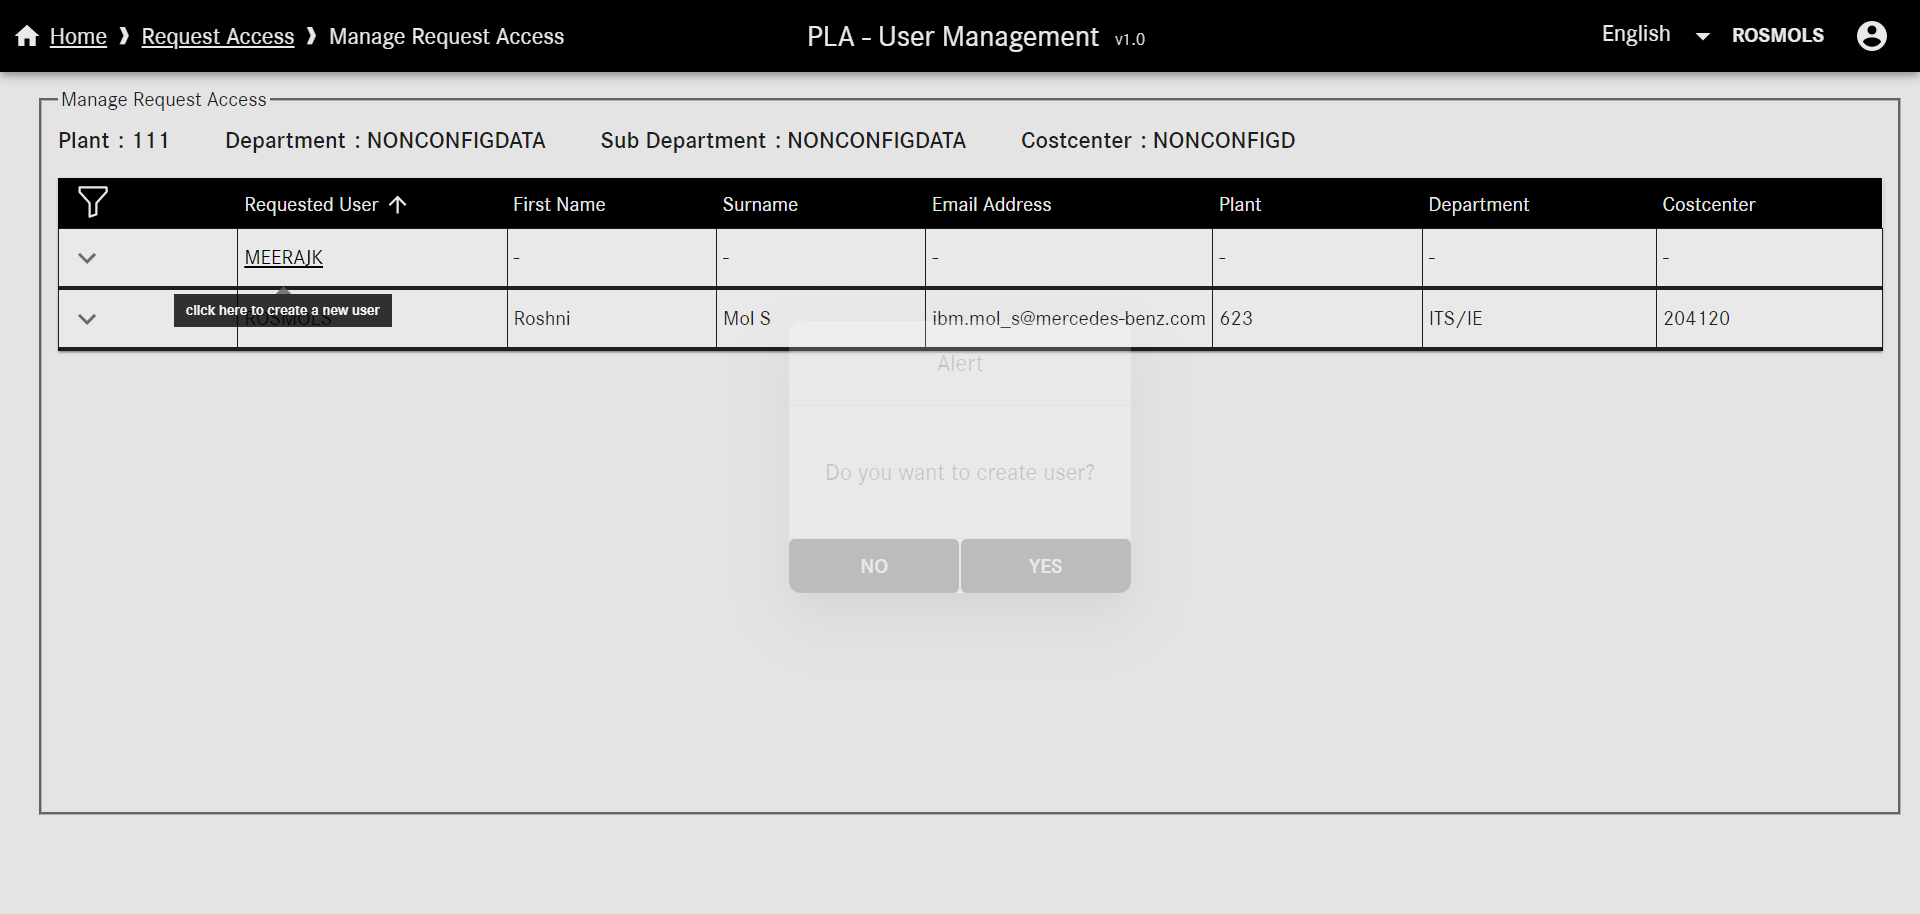 Home ❱ Request Access ❱ Manage Request Access
PLA - User Management v1.0
English
ROSMOLS
Manage Request Access
Plant : 111 Department : NONCONFIGDATA Sub Department : NONCONFIGDATA Costcenter : NONCONFIGD
Requested User First Name Surname Email Address Plant Department Costcenter
MEERAJK - - - - - -
click here to create a new user
ROSMOLS Roshni Mol S ibm.mol_s@mercedes-benz.com 623 ITS/IE 204120
Alert
Do you want to create user?
NO YES